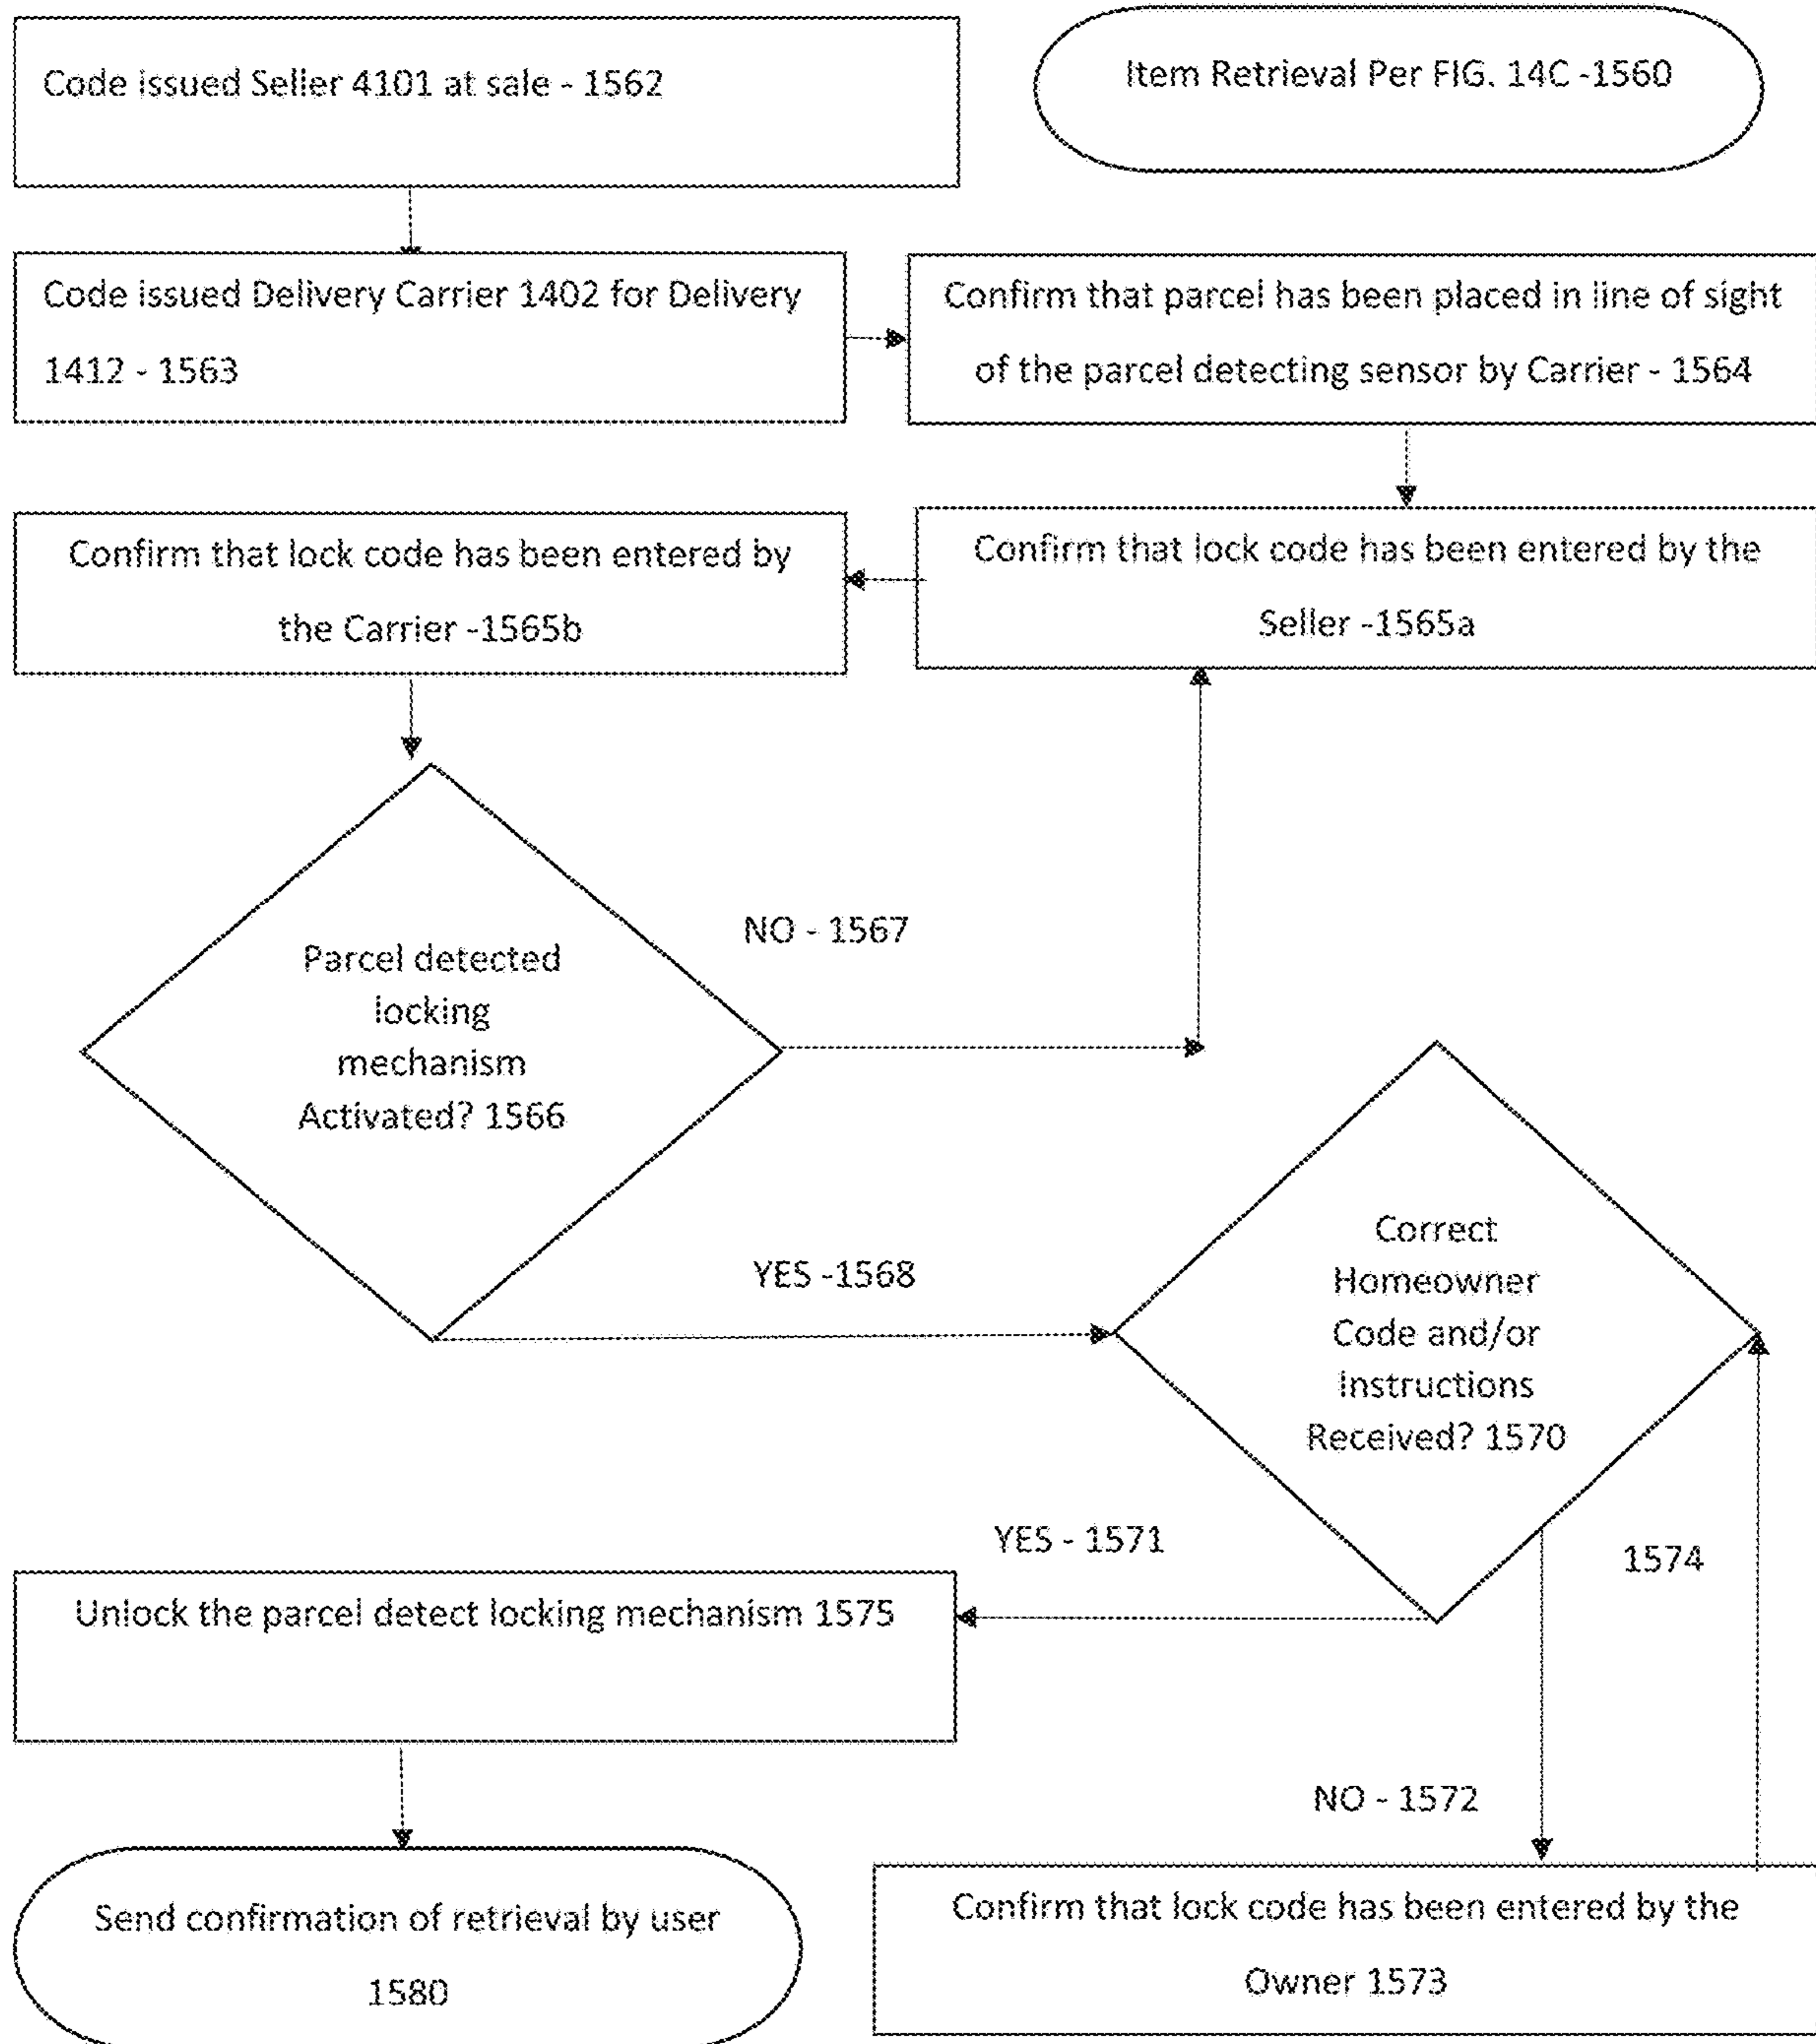 Code issued Seller 4101 at sale - 1562
Item Retrieval Per FIG. 14C -1560
Code issued Delivery Carrier 1402 for Delivery
1412 - 1563
Confirm that parcel has been placed in line of sight
of the parcel detecting sensor by Carrier - 1564
Confirm that lock code has been entered by
the Carrier -1565b
Confirm that lock code has been entered by the
Seller -1565a
NO - 1567
Parcel detected
locking
mechanism
Activated? 1566
YES -1568
Correct
Homeowner
Code and/or
Instructions
Received? 1570
YES - 1571
1574
Unlock the parcel detect locking mechanism 1575
NO - 1572
Send confirmation of retrieval by user
1580
Confirm that lock code has been entered by the
Owner 1573